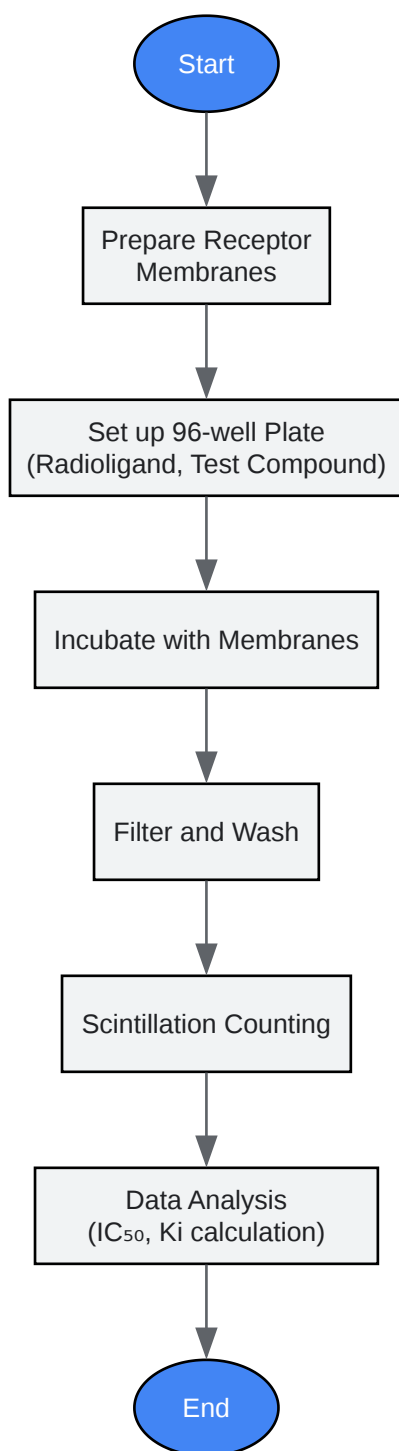 Start
Prepare Receptor
Membranes
Set up 96-well Plate
(Radioligand, Test Compound)
Incubate with Membranes
Filter and Wash
Scintillation Counting
Data Analysis
(IC₅₀, Ki calculation)
End